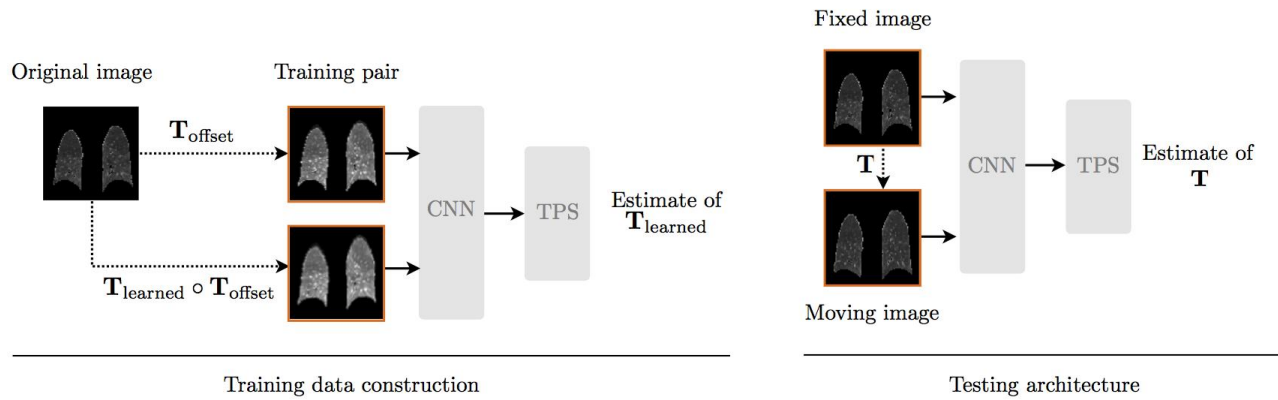 Original image
Training pair
T_offset
T_learned ∘ T_offset
CNN
TPS
Estimate of
T_learned
Training data construction
Fixed image
T
Moving image
CNN
TPS
Estimate of
T
Testing architecture